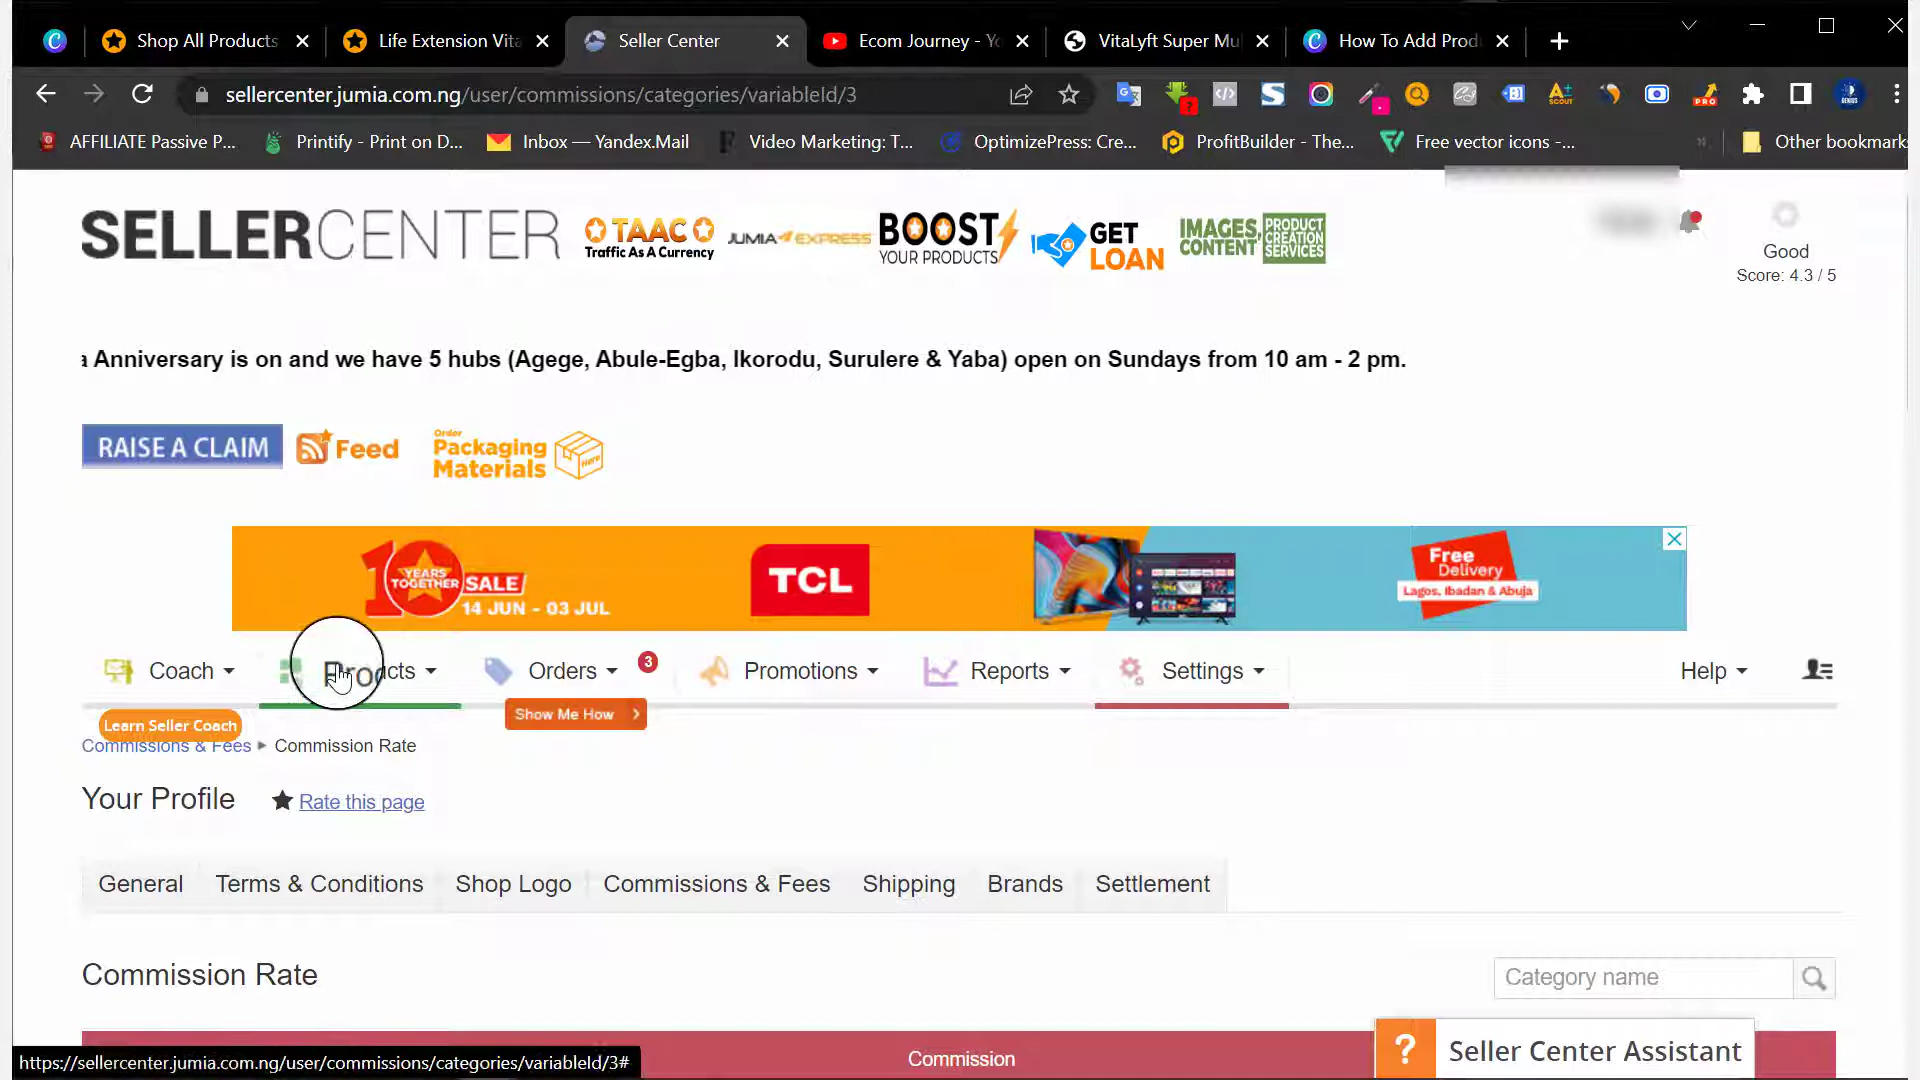 Shop All Products
Life Extension Vita
Seller Center
Ecom Journey - Yo
VitaLyft Super Mu
How To Add Prod
sellercenter.jumia.com.ng/user/commissions/categories/variableId/3
AFFILIATE Passive P...
Printify - Print on D...
Inbox — Yandex.Mail
Video Marketing: T...
OptimizePress: Cre...
ProfitBuilder - The...
Free vector icons -...
Other bookmarks
SELLERCENTER
TAAC
Traffic As A Currency
JUMIA EXPRESS
BOOST
YOUR PRODUCTS
GET
LOAN
IMAGES,
CONTENT,
PRODUCT
CREATION
SERVICES
Good
Score: 4.3 / 5
a Anniversary is on and we have 5 hubs (Agege, Abule-Egba, Ikorodu, Surulere & Yaba) open on Sundays from 10 am - 2 pm.
RAISE A CLAIM
Feed
Order
Packaging
Materials
Here
10 YEARS
TOGETHER
SALE
14 JUN - 03 JUL
TCL
Free
Delivery
Lagos, Ibadan & Abuja
Coach
Products
Orders
3
Promotions
Reports
Settings
Help
Learn Seller Coach
Show Me How
Commissions & Fees ▸ Commission Rate
Your Profile
Rate this page
General
Terms & Conditions
Shop Logo
Commissions & Fees
Shipping
Brands
Settlement
Commission Rate
Category name
Commission
? Seller Center Assistant
https://sellercenter.jumia.com.ng/user/commissions/categories/variableId/3#